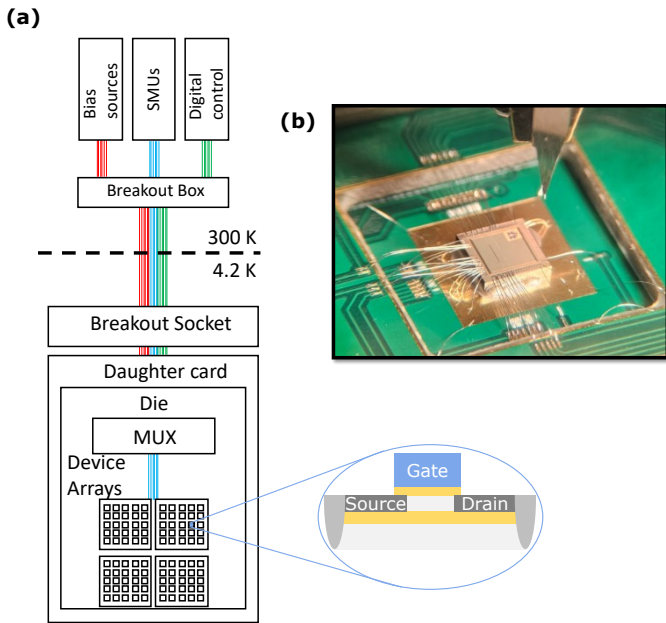 (a)
Bias
sources
SMUs
Digital
control
Breakout Box
300 K
4.2 K
Breakout Socket
Daughter card
Die
MUX
Device
Arrays
(b)
Gate
Source
Drain